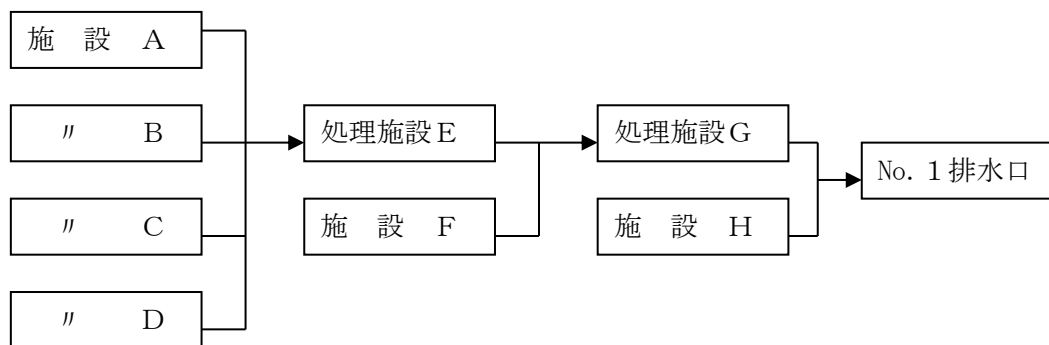 施　設　Ａ
〃　　Ｂ
処理施設Ｅ
処理施設Ｇ
No.１排水口
〃　　Ｃ
施　設　Ｆ
施　設　Ｈ
〃　　Ｄ